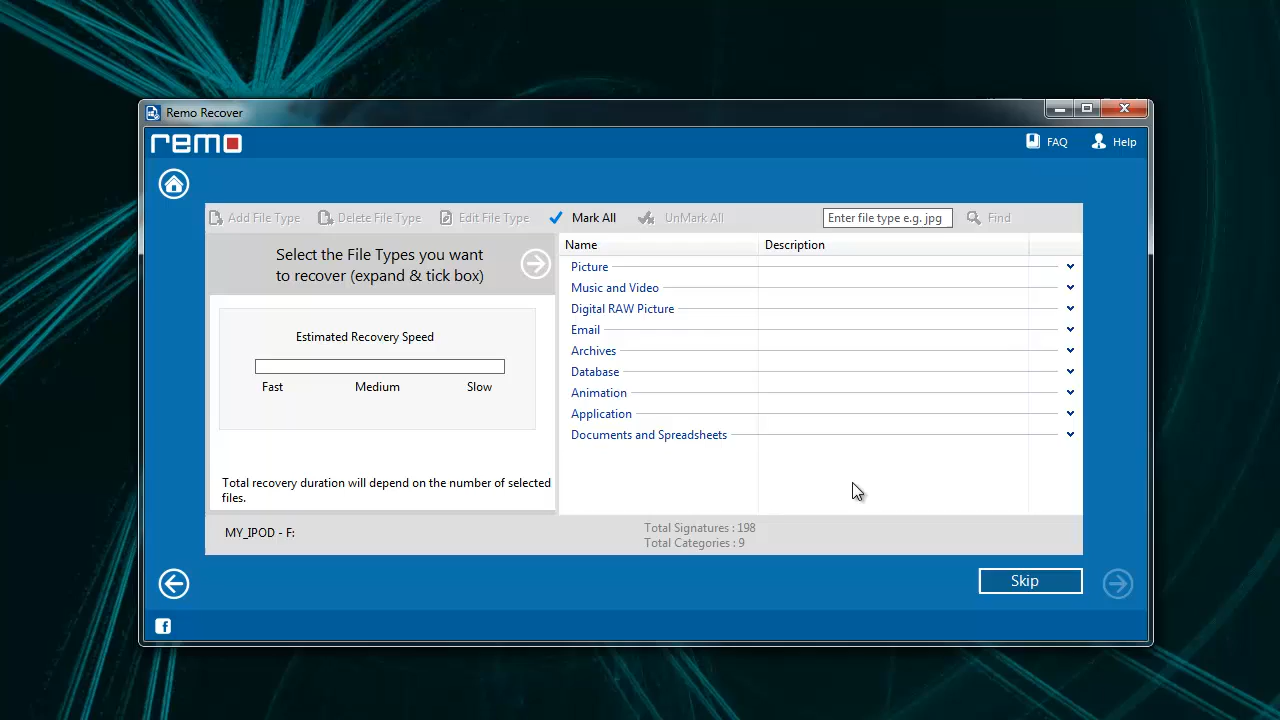 Remo Recover
remo
FAQ
Help
Add File Type
Delete File Type
Edit File Type
Mark All
UnMark All
Enter file type e.g. jpg
Find
Select the File Types you want
to recover (expand & tick box)
Estimated Recovery Speed
Fast
Medium
Slow
Total recovery duration will depend on the number of selected
files.
Name
Description
Picture
Music and Video
Digital RAW Picture
Email
Archives
Database
Animation
Application
Documents and Spreadsheets
MY_IPOD - F:
Total Signatures : 198
Total Categories : 9
Skip
f